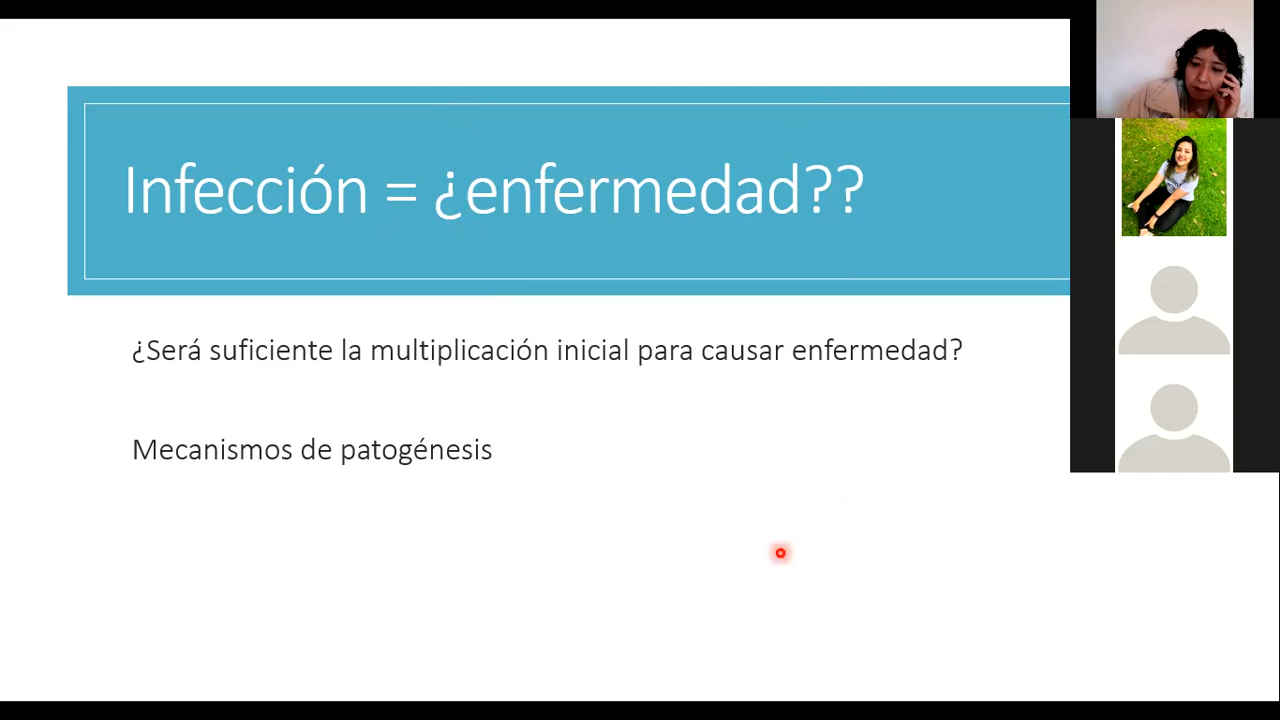 Infección = ¿enfermedad??
¿Será suficiente la multiplicación inicial para causar enfermedad?
Mecanismos de patogénesis